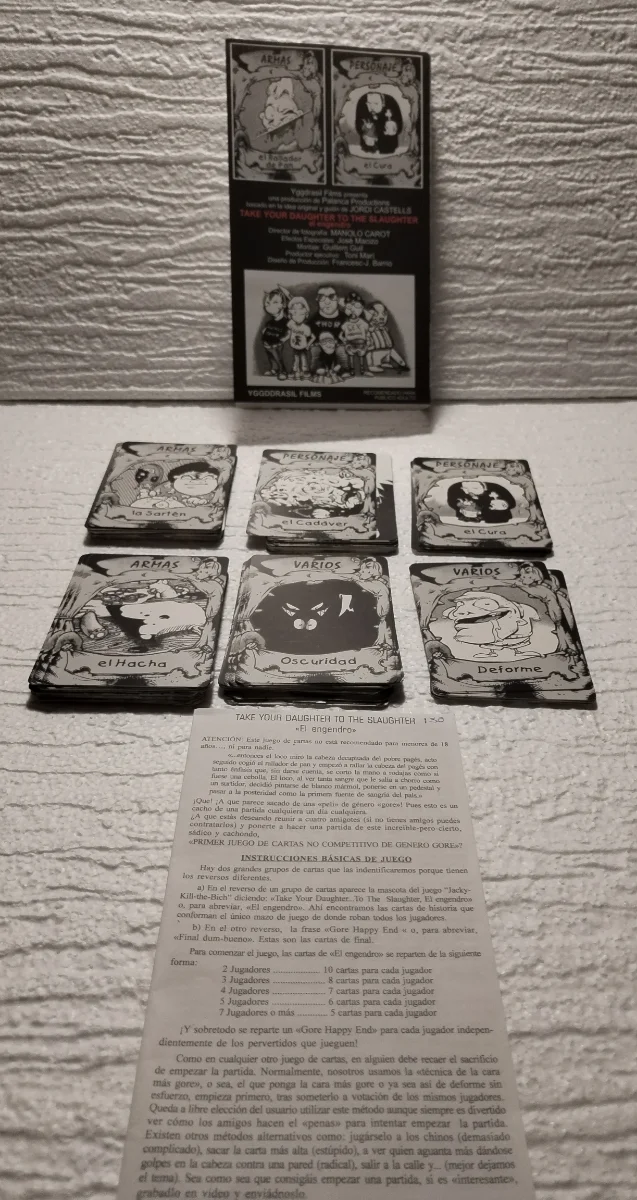 ARMAS
PERSONAJE
el Rallador
de Pan
el Cura
Yggdrasil Films presenta
una producción de Palanca Productions
basada en la idea original y guión de JORDI CASTELLS
TAKE YOUR DAUGHTER TO THE SLAUGHTER
el engendro
Director de fotografía: MANOLO CAROT
Efectos Especiales: José Manzo
Montaje: Guillem Guil
Productor ejecutivo: Toni Marí
Diseño de Producción: Francesc-J. Barrio
THE
YGGDRASIL FILMS
PUBLICO ADULTO
ARMAS
la Sartén
PERSONAJE
el Cadáver
PERSONAJE
el Cura
ARMAS
el Hacha
VARIOS
Oscuridad
VARIOS
Deforme
TAKE YOUR DAUGHTER TO THE SLAUGHTER
«El engendro»
ATENCIÓN: Este juego de cartas no está recomendado para menores de 18
años..... ni para nadie.
«...entonces el loco miró la cabeza decapitada del pobre pagès, acto
seguido cogió el rallador de pan y empezó a rallar la cabeza del pagès con
tanto énfasis que, sin darse cuenta, se cortó la mano a rodajas como si
fuese una cebolla. El loco, al ver tanta sangre que le salía a chorro como
un surtidor, decidió pintarse de blanco mármol, ponerse en un pedestal y
pasar a la posteridad como la primera fuente de sangre del país.»
¡Que! ¿A que parece sacado de una «peli» de género «gore»! Pues esto es un
cacho de una partida cualquiera un día cualquiera.
¿A que estás deseando reunir a cuatro amigotes (si no tienes amigos puedes
contratarlos) y ponerte a hacer una partida de este increíble-pero cierto,
sádico y cachondo,
«PRIMER JUEGO DE CARTAS NO COMPETITIVO DE GENERO GORE»?
INSTRUCCIONES BÁSICAS DE JUEGO
Hay dos grandes grupos de cartas que las indentificaremos porque tienen
los reversos diferentes.
a) En el reverso de un grupo de cartas aparece la mascota del juego "Jacky-
Kill-the-Bich" diciendo: «Take Your Daughter...To The Slaughter, El engendro»
o, para abreviar, «El engendro». Ahí encontramos las cartas de historia que
conforman el único mazo de juego de donde roban todos los jugadores.
b) En el otro reverso, la frase «Gore Happy End « o, para abreviar,
«Final dum-bueno». Estas son las cartas de final.
Para comenzar el juego, las cartas de «El engendro» se reparten de la siguiente
forma:
2 Jugadores ............... 10 cartas para cada jugador
3 Jugadores ............... 8 cartas para cada jugador
4 Jugadores ............... 7 cartas para cada jugador
5 Jugadores ............... 6 cartas para cada jugador
7 Jugadores o más ......... 5 cartas para cada jugador
¡Y sobretodo se reparte un «Gore Happy End» para cada jugador indepen-
dientemente de los pervertidos que jueguen!
Como en cualquier otro juego de cartas, en alguien debe recaer el sacrificio
de empezar la partida. Normalmente, nosotros usamos la «técnica de la cara
más gore», o sea, el que ponga la cara más gore o ya sea así de deforme sin
esfuerzo, empieza primero, tras someterlo a votación de los mismos jugadores.
Queda a libre elección del usuario utilizar este método aunque siempre es divertido
ver cómo los amigos hacen el «penas» para intentar empezar la partida.
Existen otros métodos alternativos como: jugárselo a los chinos (demasiado
complicado), sacar la carta más alta (estúpido), a ver quien aguanta más dándose
golpes en la cabeza contra una pared (radical), salir a la calle y... (mejor dejamos
el tema). Sea como sea que consigáis empezar una partida, si es «interesante»,
grabadlo en video y enviádnoslo.